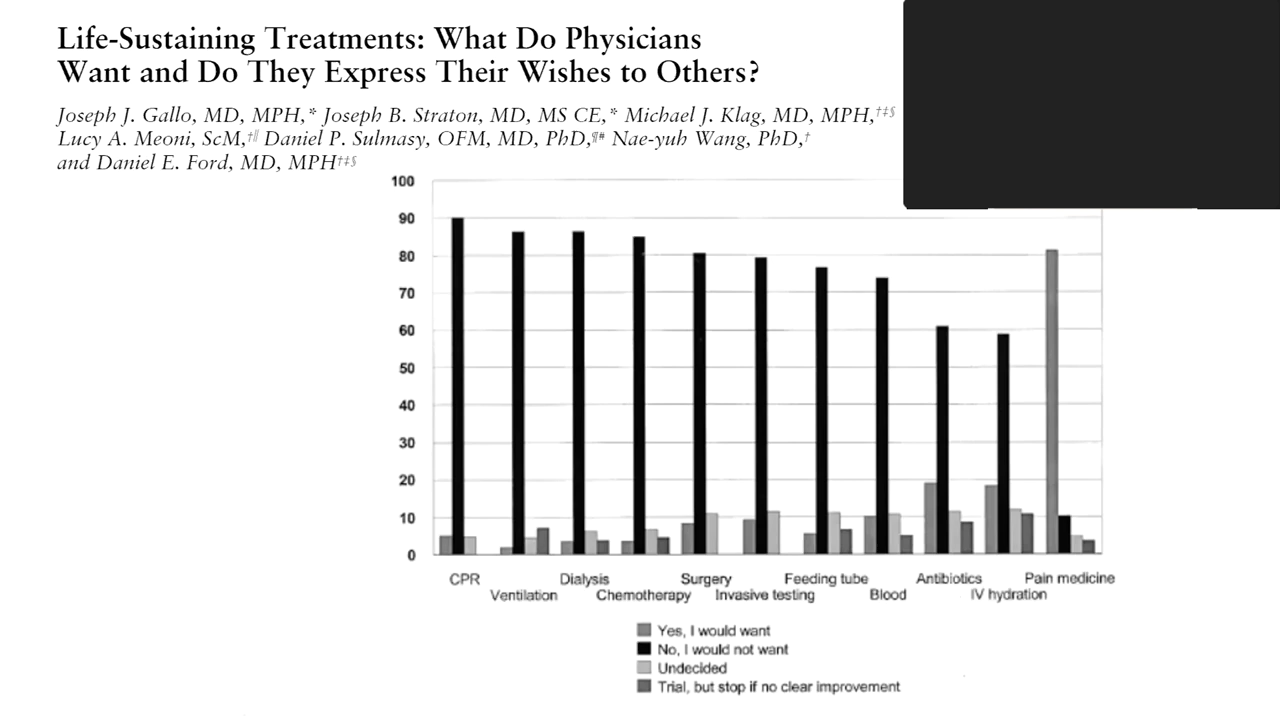 Life-Sustaining Treatments: What Do Physicians
Want and Do They Express Their Wishes to Others?
Joseph J. Gallo, MD, MPH,* Joseph B. Straton, MD, MS CE,* Michael J. Klag, MD, MPH,†‡§
Lucy A. Meoni, ScM,†‖ Daniel P. Sulmasy, OFM, MD, PhD,¶# Nae-yuh Wang, PhD,†
and Daniel E. Ford, MD, MPH†‡§
100
90
80
70
60
50
40
30
20
10
0
CPR
Ventilation
Dialysis
Chemotherapy
Surgery
Invasive testing
Feeding tube
Blood
Antibiotics
IV hydration
Pain medicine
Yes, I would want
No, I would not want
Undecided
Trial, but stop if no clear improvement